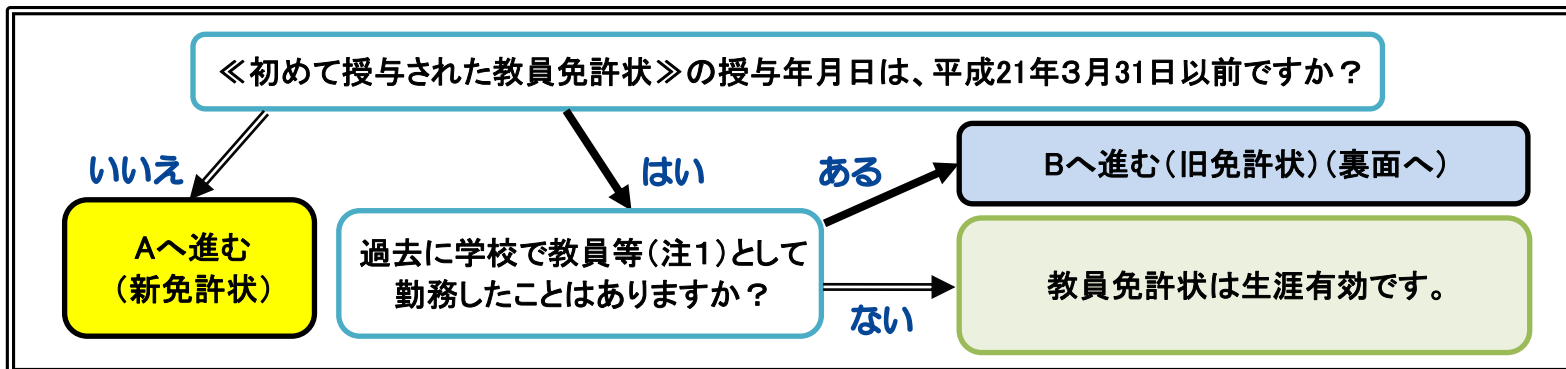 ≪初めて授与された教員免許状≫の授与年月日は、平成21年３月31日以前ですか？
いいえ
はい
ある
Bへ進む（旧免許状）（裏面へ）
Aへ進む
（新免許状）
過去に学校で教員等（注１）として
勤務したことはありますか？
ない
教員免許状は生涯有効です。